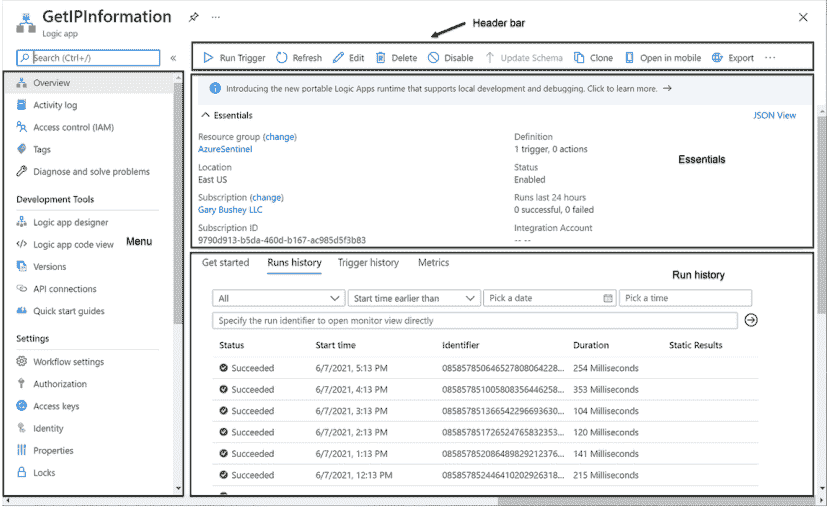 GetIPInformation
Logic app
Header bar
Search (Ctrl+/)
«
Run Trigger Refresh Edit Delete Disable Update Schema Clone Open in mobile Export ...
Overview
Activity log
Access control (IAM)
Tags
Diagnose and solve problems
Development Tools
Logic app designer
Logic app code view
Versions
API connections
Quick start guides
Settings
Workflow settings
Authorization
Access keys
Identity
Properties
Locks
Menu
Introducing the new portable Logic Apps runtime that supports local development and debugging. Click to learn more. →
Essentials
JSON View
Resource group (change)
AzureSentinel
Location
East US
Subscription (change)
Gary Bushey LLC
Subscription ID
9790d913-b5da-460d-b167-ac985d5f3b83
Definition
1 trigger, 0 actions
Status
Enabled
Runs last 24 hours
0 successful, 0 failed
Integration Account
-- --
Essentials
Get started Runs history Trigger history Metrics
Run history
All Start time earlier than Pick a date Pick a time
Specify the run identifier to open monitor view directly
Status Start time Identifier Duration Static Results
Succeeded 6/7/2021, 5:13 PM 085857850646527808064228... 254 Milliseconds
Succeeded 6/7/2021, 4:13 PM 085857851005808356446258... 353 Milliseconds
Succeeded 6/7/2021, 3:13 PM 085857851366542296693630... 104 Milliseconds
Succeeded 6/7/2021, 2:13 PM 085857851726524765832353... 120 Milliseconds
Succeeded 6/7/2021, 1:13 PM 085857852086489829212376... 141 Milliseconds
Succeeded 6/7/2021, 12:13 PM 085857852446410202926318... 215 Milliseconds